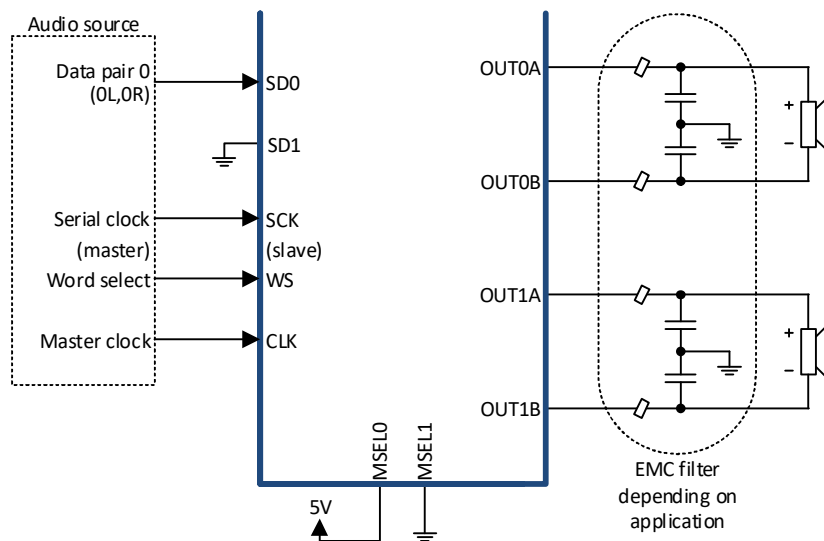 Audio source
Data pair 0
(0L,0R)
SD0
SD1
Serial clock
(master)
SCK
(slave)
Word select
WS
Master clock
CLK
MSEL0
MSEL1
5V
OUT0A
+
−
OUT0B
OUT1A
+
−
OUT1B
EMC filter
depending on
application